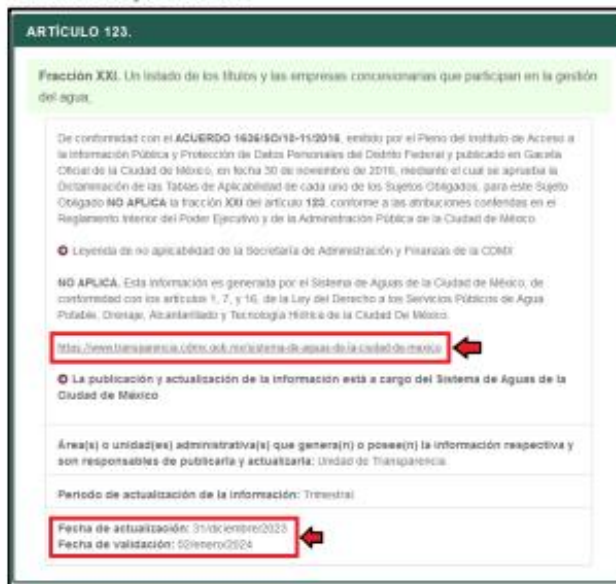 ARTÍCULO 123.
Fracción XXI. Un listado de los títulos y las empresas concesionarias que participan en la gestión
del agua;
De conformidad con el ACUERDO 1636/SO/10-11/2016, emitido por el Pleno del Instituto de Acceso a
la Información Pública y Protección de Datos Personales del Distrito Federal y publicado en Gaceta
Oficial de la Ciudad de México, en fecha 30 de noviembre de 2016, mediante el cual se aprueba la
Dictaminación de las Tablas de Aplicabilidad de cada uno de los Sujetos Obligados, para este Sujeto
Obligado NO APLICA la fracción XXI del artículo 123, conforme a las atribuciones contenidas en el
Reglamento Interior del Poder Ejecutivo y de la Administración Pública de la Ciudad de México.
Leyenda de no aplicabilidad de la Secretaría de Administración y Finanzas de la CDMX
NO APLICA. Esta información es generada por el Sistema de Aguas de la Ciudad de México, de
conformidad con los artículos 1, 7, y 16, de la Ley del Derecho a los Servicios Públicos de Agua
Potable, Drenaje, Alcantarillado y Tecnología Hídrica de la Ciudad De México.
https://www.transparencia.cdmx.gob.mx/sistema-de-aguas-de-la-ciudad-de-mexico
La publicación y actualización de la información está a cargo del Sistema de Aguas de la
Ciudad de México
Área(s) o unidad(es) administrativa(s) que genera(n) o posee(n) la información respectiva y
son responsables de publicarla y actualizarla: Unidad de Transparencia.
Periodo de actualización de la información: Trimestral
Fecha de actualización: 31/diciembre/2023
Fecha de validación: 02/enero/2024